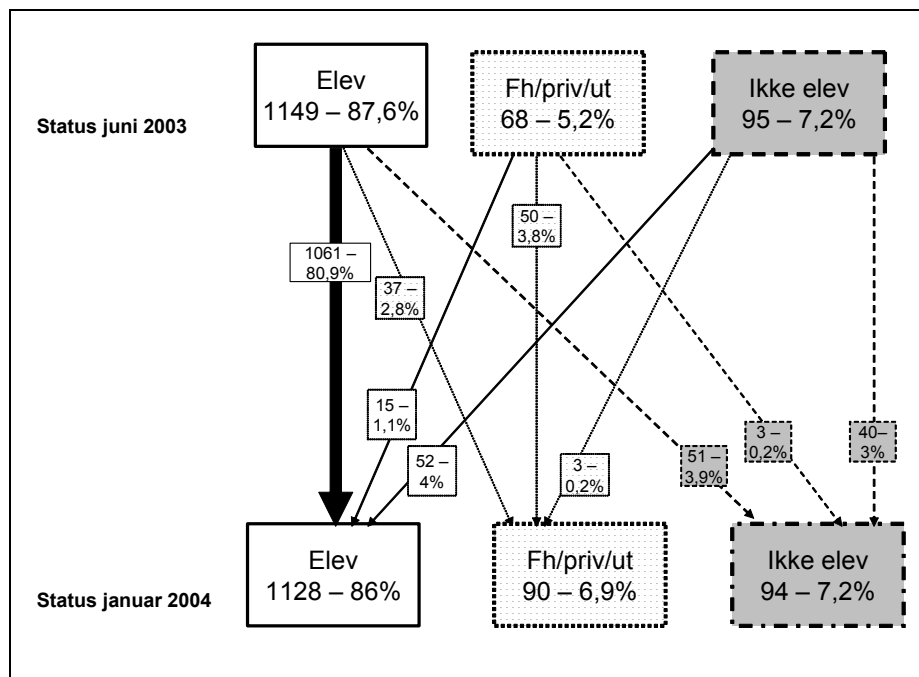 Elev
1149 – 87,6%
Fh/priv/ut
68 – 5,2%
Ikke elev
95 – 7,2%
Status juni 2003
50 –
3,8%
1061 –
80,9%
37 –
2,8%
15 –
1,1%
52 –
4%
3 –
0,2%
51 –
3,9%
3 –
0,2%
40–
3%
Elev
1128 – 86%
Fh/priv/ut
90 – 6,9%
Ikke elev
94 – 7,2%
Status januar 2004